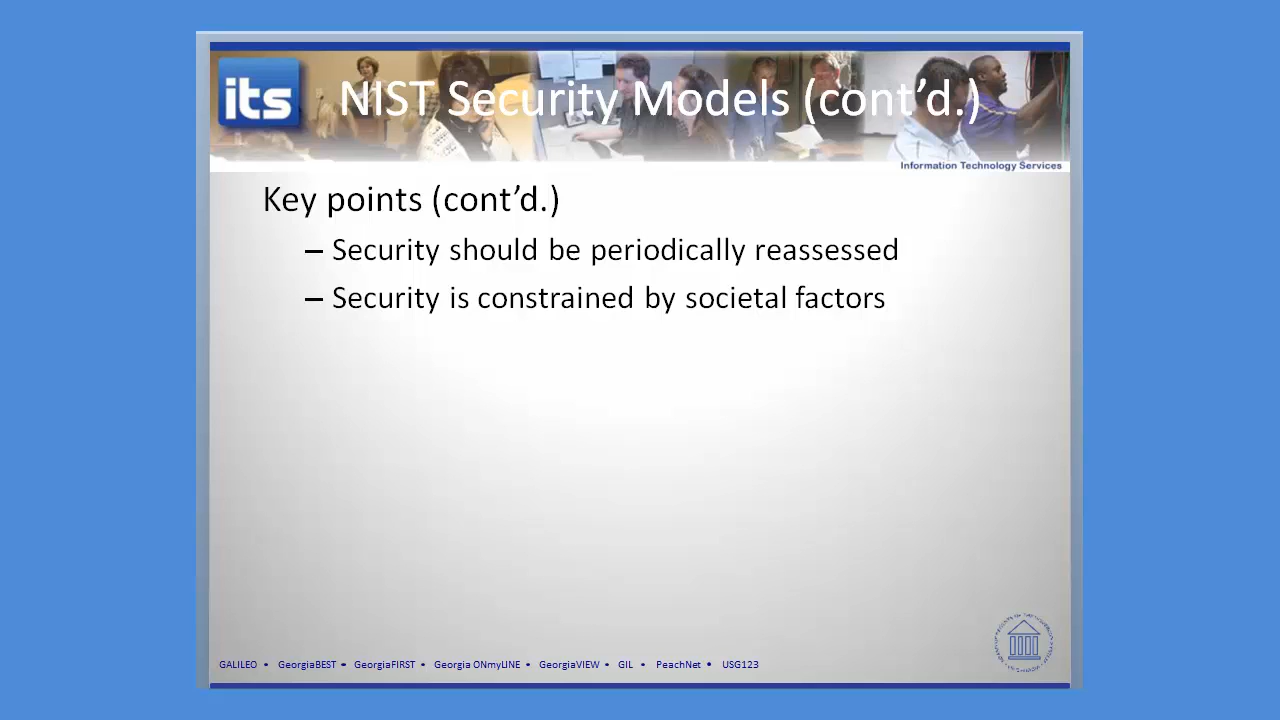 its
NIST Security Models (cont'd.)
Information Technology Services
Key points (cont'd.)
– Security should be periodically reassessed
– Security is constrained by societal factors
GALILEO • GeorgiaBEST • GeorgiaFIRST • Georgia ONmyLINE • GeorgiaVIEW • GIL • PeachNet • USG123